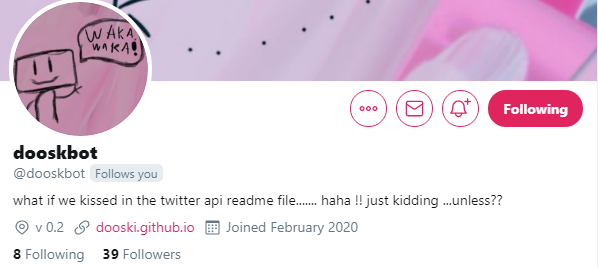 WAKA
WAKA!
Following
dooskbot
@dooskbot Follows you
what if we kissed in the twitter api readme file....... haha !! just kidding ...unless??
v 0.2 dooski.github.io Joined February 2020
8 Following 39 Followers